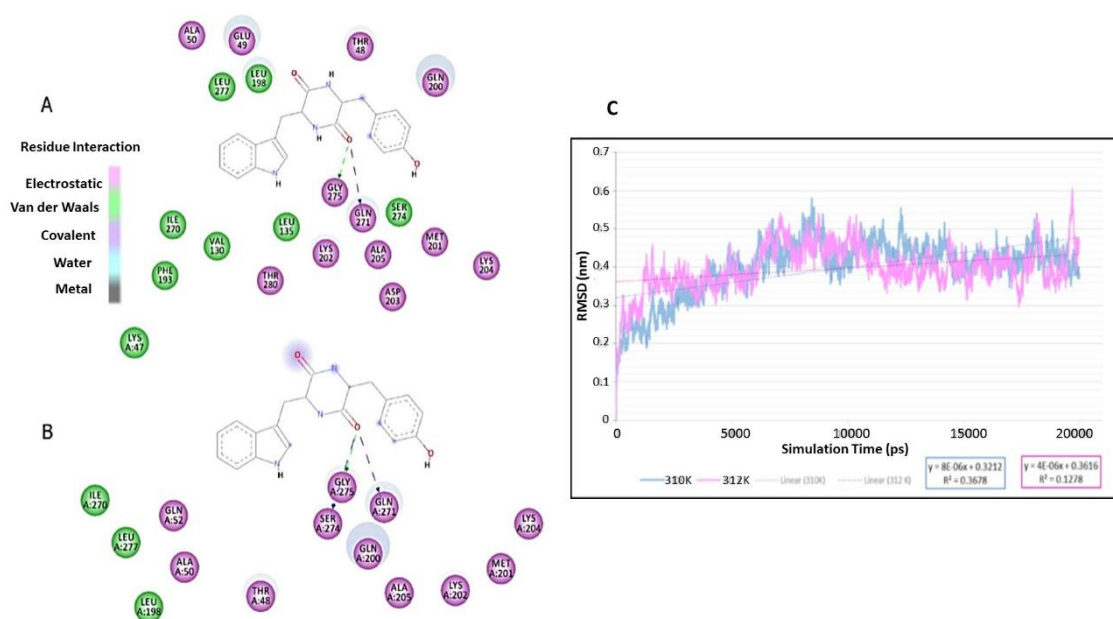 A
ALA
50
GLU
49
THR
48
LEU
277
LEU
198
GLN
200
O
H
N
N
H
O
N
H
O
H
Residue Interaction
Electrostatic
Van der Waals
Covalent
Water
Metal
GLY
275
GLN
271
SER
274
ILE
270
VAL
130
LEU
135
LYS
202
ALA
205
MET
201
PHE
193
THR
280
LYS
204
ASP
203
LYS
A:47
B
O
N
N
O
N
H
O
H
GLY
A:275
GLN
A:271
SER
A:274
ILE
A:270
GLN
A:52
LYS
A:204
LEU
A:277
GLN
A:200
ALA
A:50
MET
A:201
THR
A:48
ALA
A:205
LYS
A:202
LEU
A:198
C
RMSD (nm)
0.7
0.6
0.5
0.4
0.3
0.2
0.1
0
0
5000
10000
15000
20000
Simulation Time (ps)
310K
312K
Linear (310K)
Linear (312 K)
y = 8E-06x + 0.3212
R² = 0.3678
y = 4E-06x + 0.3616
R² = 0.1278